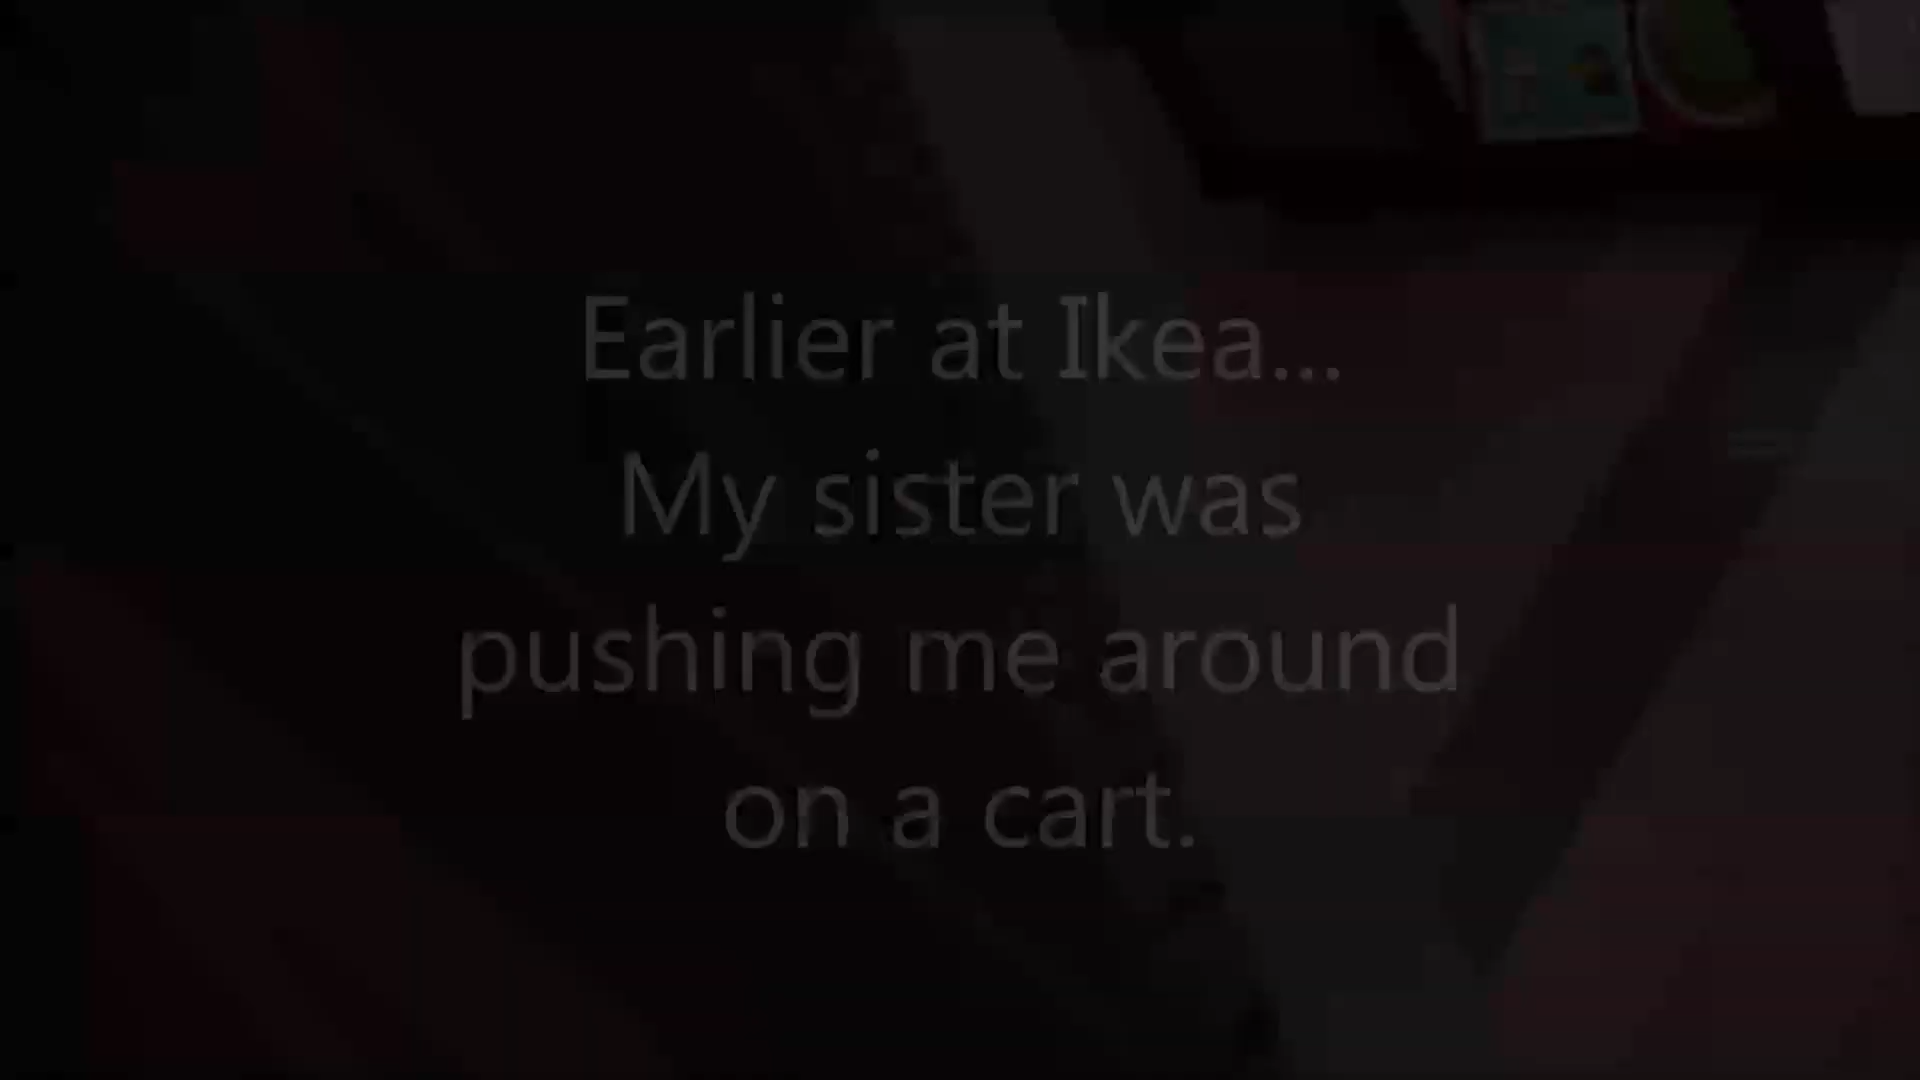 Earlier at Ikea...
My sister was
pushing me around
on a cart.